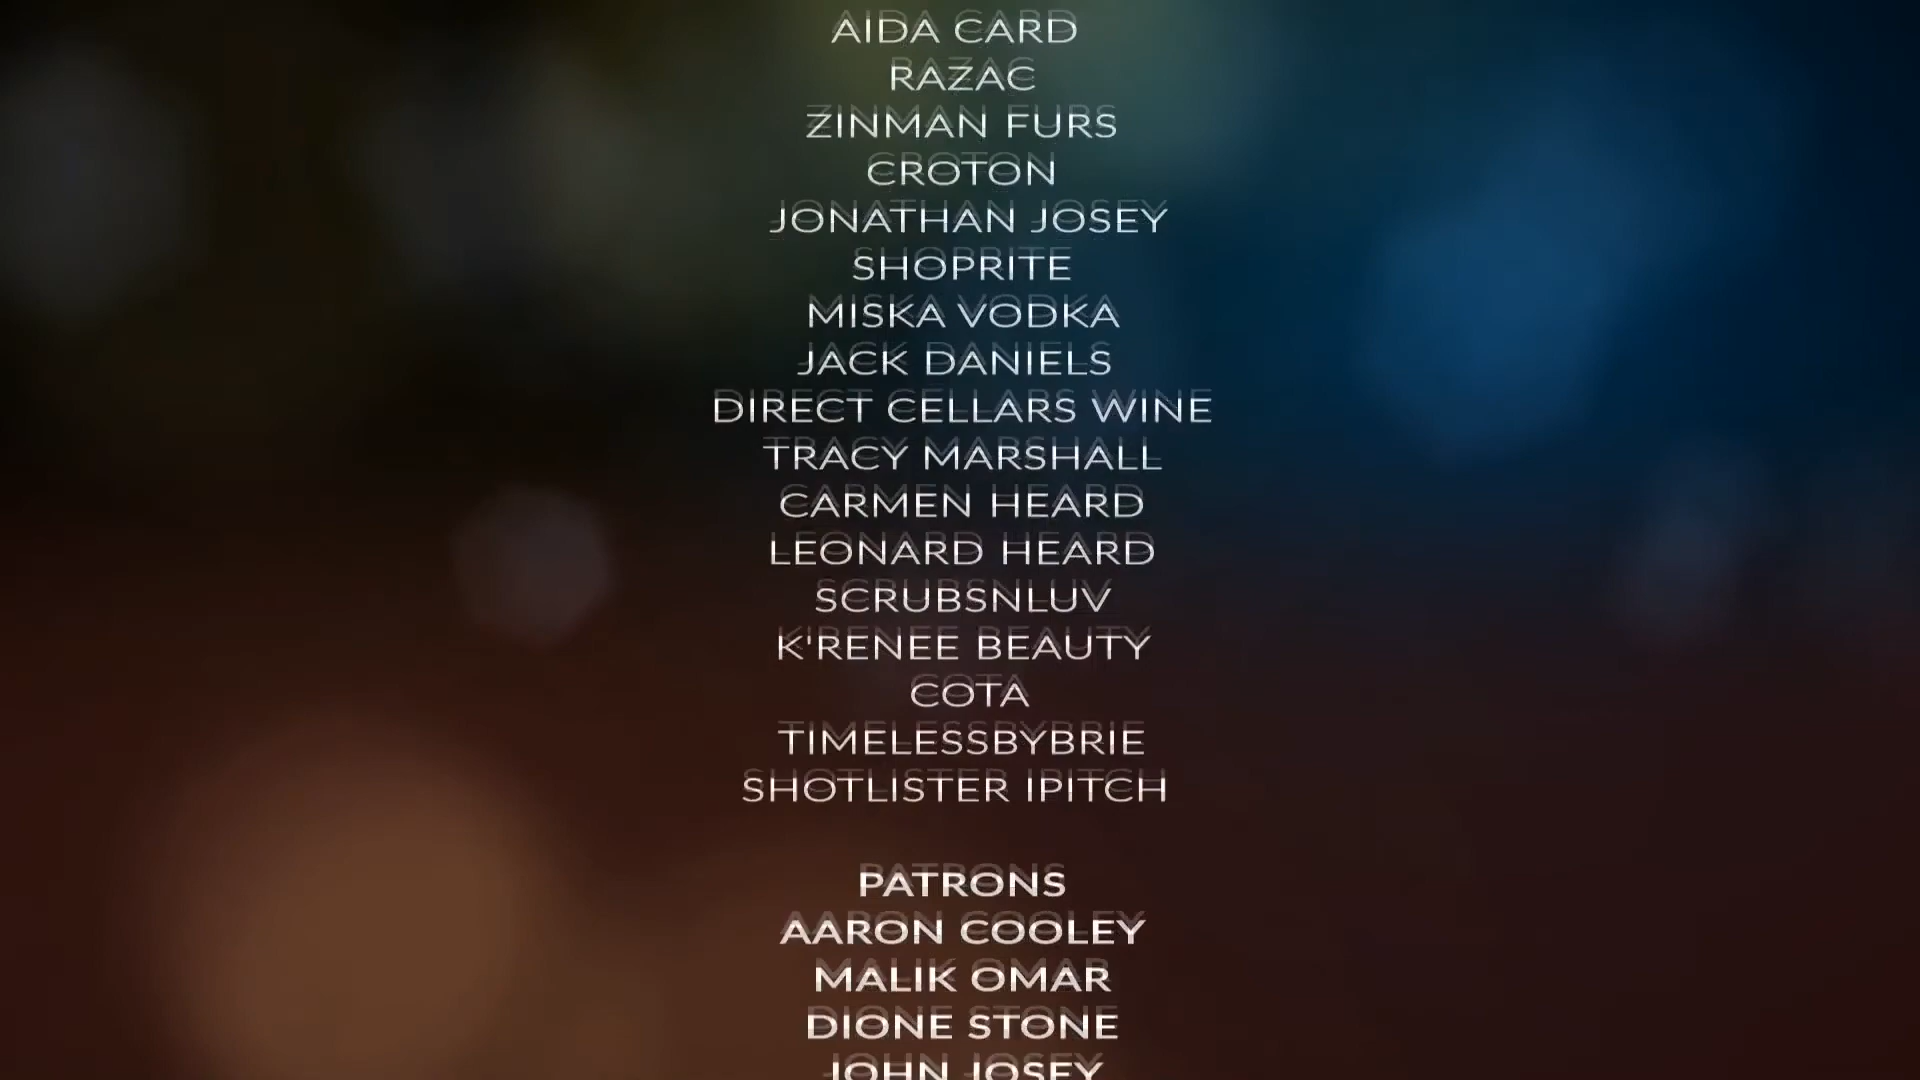 AIDA CARD
RAZAC
ZINMAN FURS
CROTON
JONATHAN JOSEY
SHOPRITE
MISKA VODKA
JACK DANIELS
DIRECT CELLARS WINE
TRACY MARSHALL
CARMEN HEARD
LEONARD HEARD
SCRUBSNLUV
K'RENEE BEAUTY
COTA
TIMELESSBYBRIE
SHOTLISTER IPITCH
PATRONS
AARON COOLEY
MALIK OMAR
DIONE STONE
JOHN JOSEY